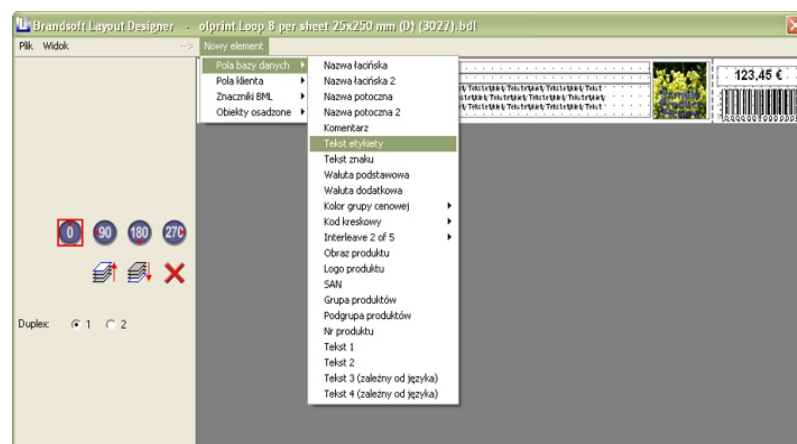 Brandsoft Layout Designer - olprint Loop 8 per sheet 25x250 mm (D) (3027).bdl
Plik Widok --> Nowy element
Pola bazy danych
Pola klienta
Znaczniki BML
Obiekty osadzone
Nazwa łacińska
Nazwa łacińska 2
Nazwa potoczna
Nazwa potoczna 2
Komentarz
Tekst etykiety
Tekst znaku
Waluta podstawowa
Waluta dodatkowa
Kolor grupy cenowej
Kod kreskowy
Interleave 2 of 5
Obraz produktu
Logo produktu
SAN
Grupa produktów
Podgrupa produktów
Nr produktu
Tekst 1
Tekst 2
Tekst 3 (zależny od języka)
Tekst 4 (zależny od języka)
123,45 €
0 90 180 270
Duplex: 1 2